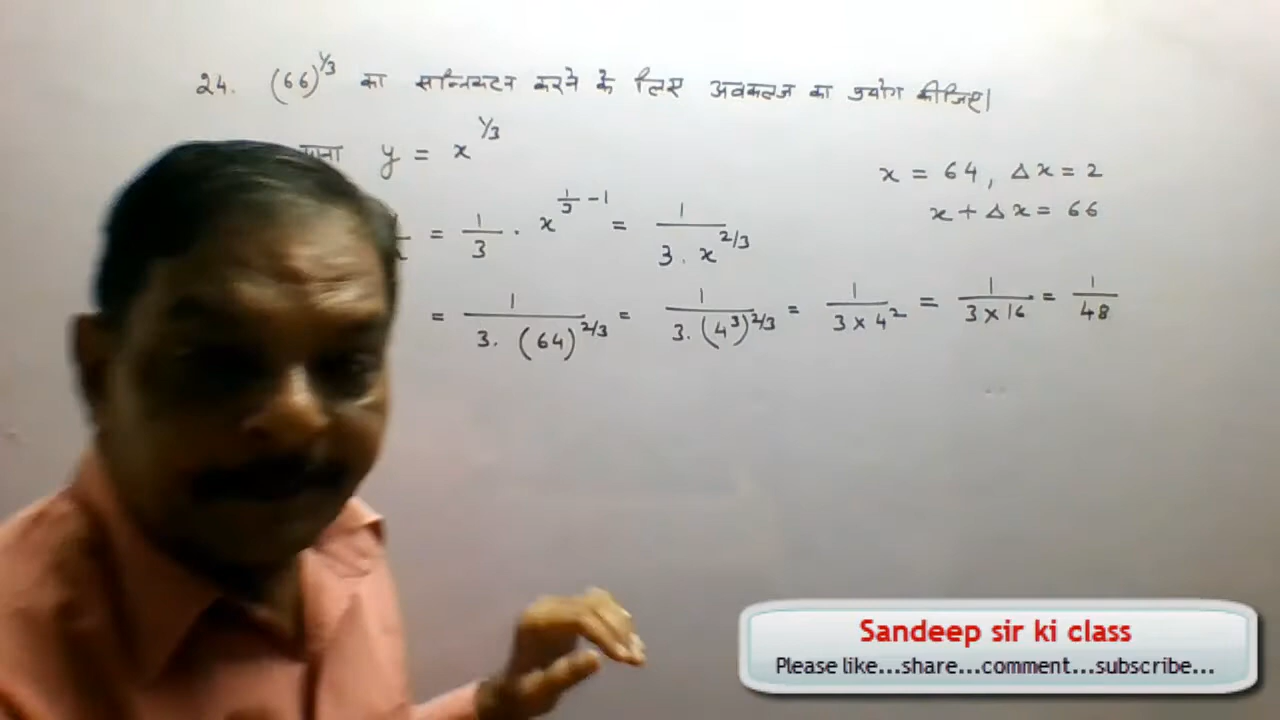 24. (66)^1/3 का सन्निकटन करने के लिए अवकलज का प्रयोग कीजिए।
माना y = x^1/3
x = 64, Δx = 2
x + Δx = 66
= 1/3 · x^(1/3 - 1) = 1/(3 . x^2/3)
= 1/(3. (64)^2/3) = 1/(3. (4^3)^2/3) = 1/(3 × 4^2) = 1/(3 × 16) = 1/48
Sandeep sir ki class
Please like...share...comment...subscribe...